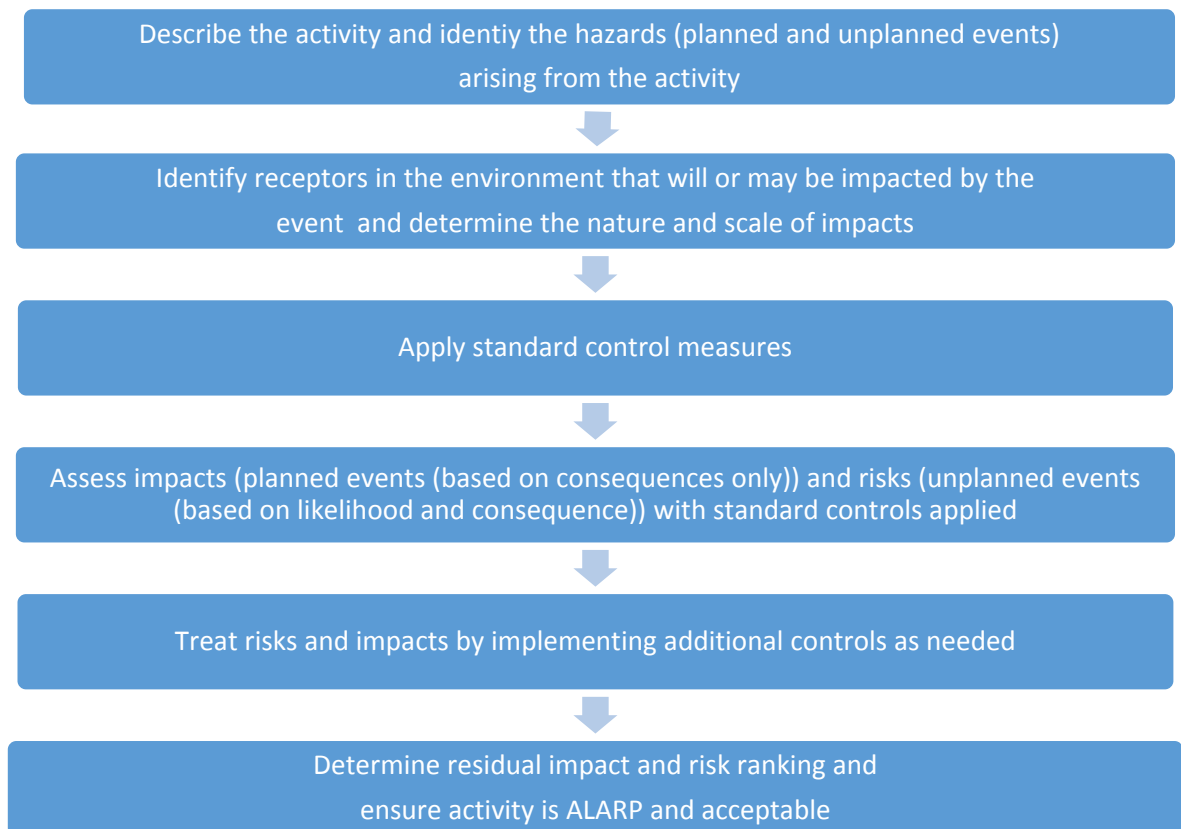 Describe the activity and identiy the hazards (planned and unplanned events)
arising from the activity
Identify receptors in the environment that will or may be impacted by the
event  and determine the nature and scale of impacts
Apply standard control measures
Assess impacts (planned events (based on consequences only)) and risks (unplanned events
(based on likelihood and consequence)) with standard controls applied
Treat risks and impacts by implementing additional controls as needed
Determine residual impact and risk ranking and
ensure activity is ALARP and acceptable